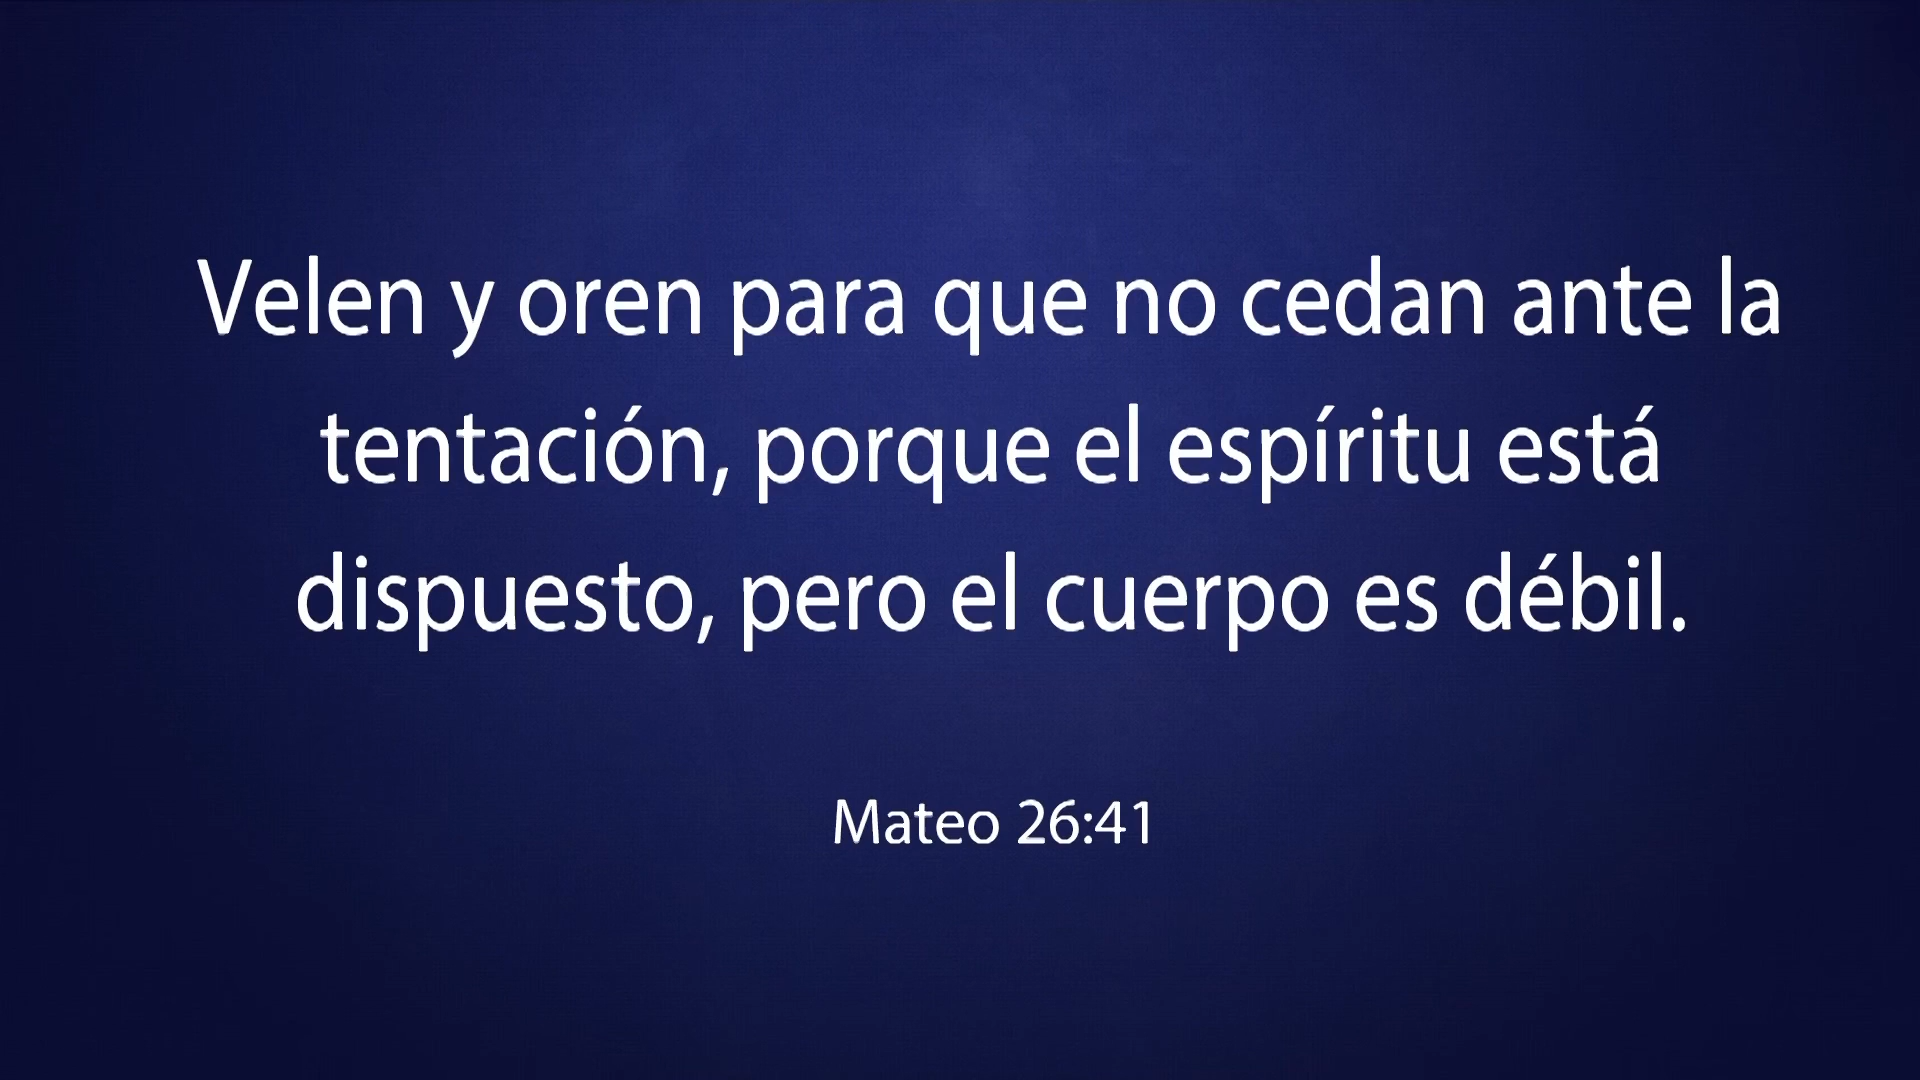 Velen y oren para que no cedan ante la
tentación, porque el espíritu está
dispuesto, pero el cuerpo es débil.
Mateo 26:41